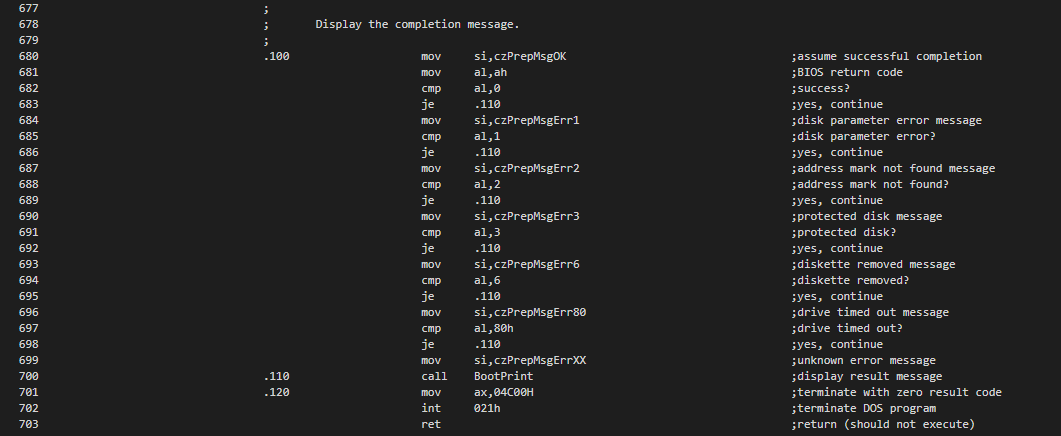 677 ;
678 ; Display the completion message.
679 ;
680 .100 mov si,czPrepMsgOK ;assume successful completion
681 mov al,ah ;BIOS return code
682 cmp al,0 ;success?
683 je .110 ;yes, continue
684 mov si,czPrepMsgErr1 ;disk parameter error message
685 cmp al,1 ;disk parameter error?
686 je .110 ;yes, continue
687 mov si,czPrepMsgErr2 ;address mark not found message
688 cmp al,2 ;address mark not found?
689 je .110 ;yes, continue
690 mov si,czPrepMsgErr3 ;protected disk message
691 cmp al,3 ;protected disk?
692 je .110 ;yes, continue
693 mov si,czPrepMsgErr6 ;diskette removed message
694 cmp al,6 ;diskette removed?
695 je .110 ;yes, continue
696 mov si,czPrepMsgErr80 ;drive timed out message
697 cmp al,80h ;drive timed out?
698 je .110 ;yes, continue
699 mov si,czPrepMsgErrXX ;unknown error message
700 .110 call BootPrint ;display result message
701 .120 mov ax,04C00H ;terminate with zero result code
702 int 021h ;terminate DOS program
703 ret ;return (should not execute)